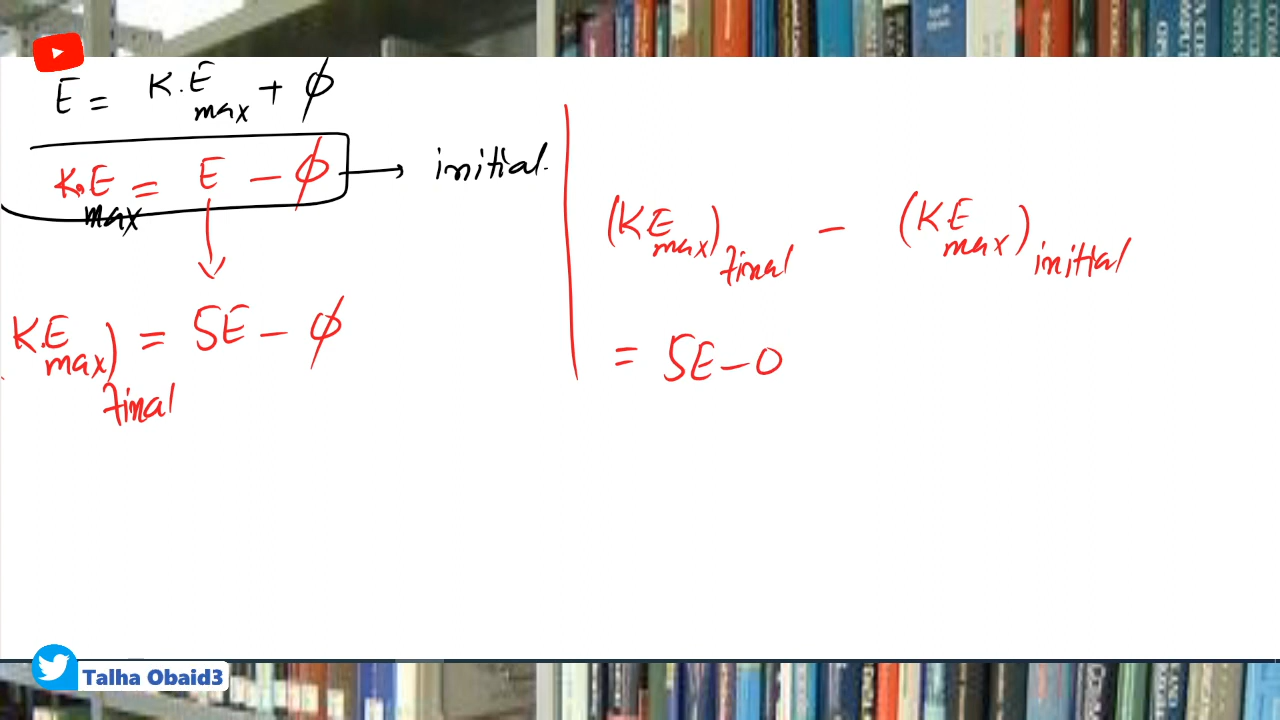 E = K.E max + φ
K.E max = E - φ → initial.
K.E max) final = 5E - φ
(KE max) final - (KE max) initial
= 5E - 0
Talha Obaid3